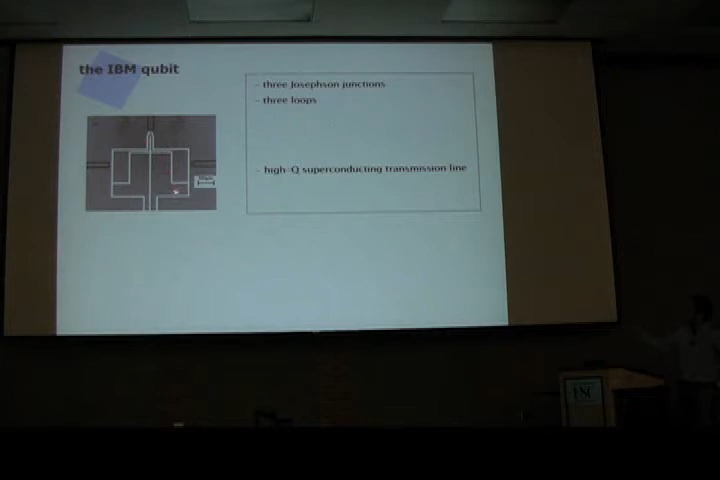 the IBM qubit
– three Josephson junctions
– three loops
– high-Q superconducting transmission line